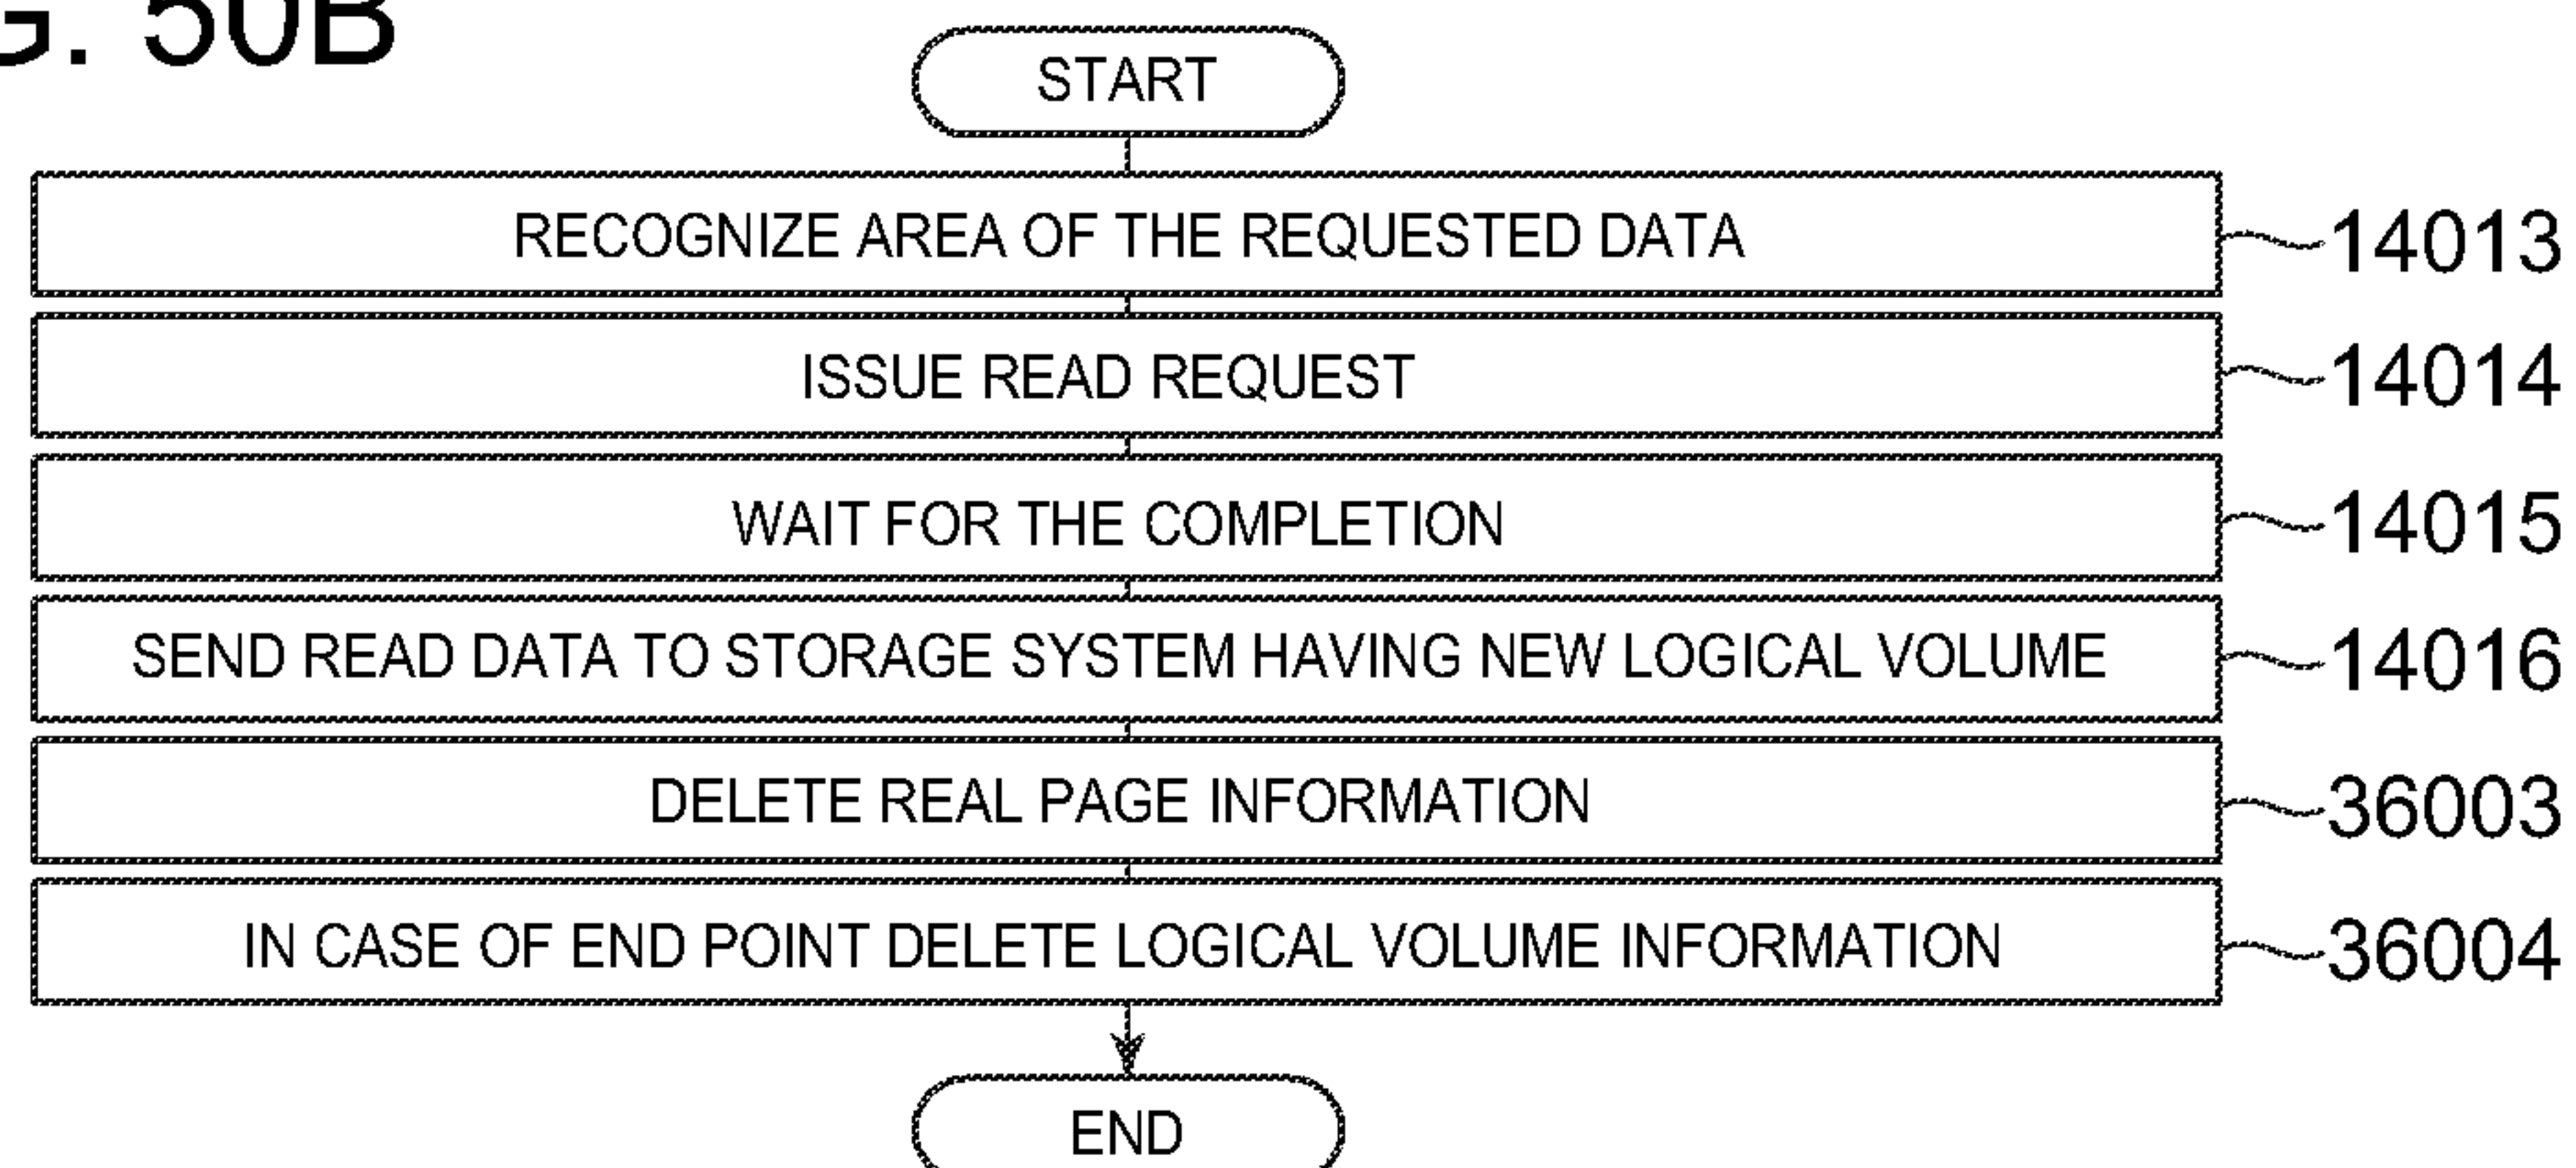 G. 50B
START
RECOGNIZE AREA OF THE REQUESTED DATA 14013
ISSUE READ REQUEST 14014
WAIT FOR THE COMPLETION 14015
SEND READ DATA TO STORAGE SYSTEM HAVING NEW LOGICAL VOLUME 14016
DELETE REAL PAGE INFORMATION 36003
IN CASE OF END POINT DELETE LOGICAL VOLUME INFORMATION 36004
END